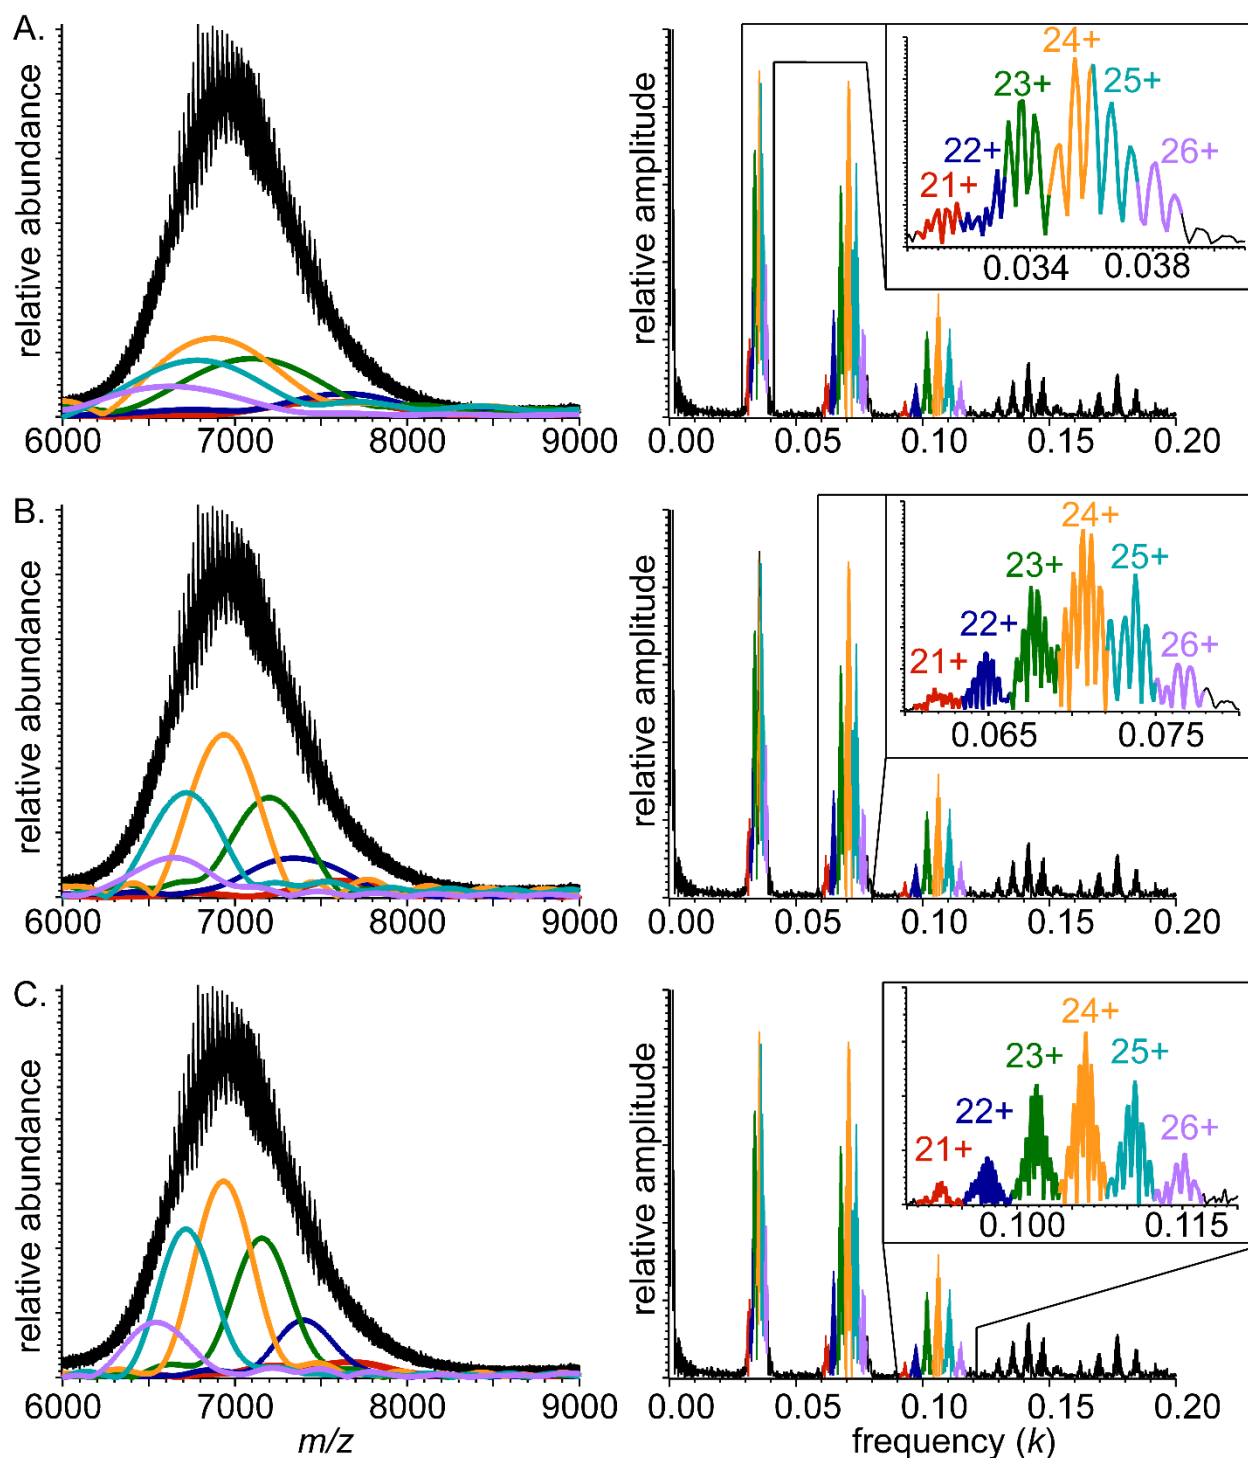 A.
relative abundance
6000 7000 8000 9000
relative amplitude
0.00 0.05 0.10 0.15 0.20
21+ 22+ 23+ 24+ 25+ 26+
0.034 0.038
B.
relative abundance
6000 7000 8000 9000
relative amplitude
0.00 0.05 0.10 0.15 0.20
21+ 22+ 23+ 24+ 25+ 26+
0.065 0.075
C.
relative abundance
6000 7000 8000 9000
m/z
relative amplitude
0.00 0.05 0.10 0.15 0.20
frequency (k)
21+ 22+ 23+ 24+ 25+ 26+
0.100 0.115